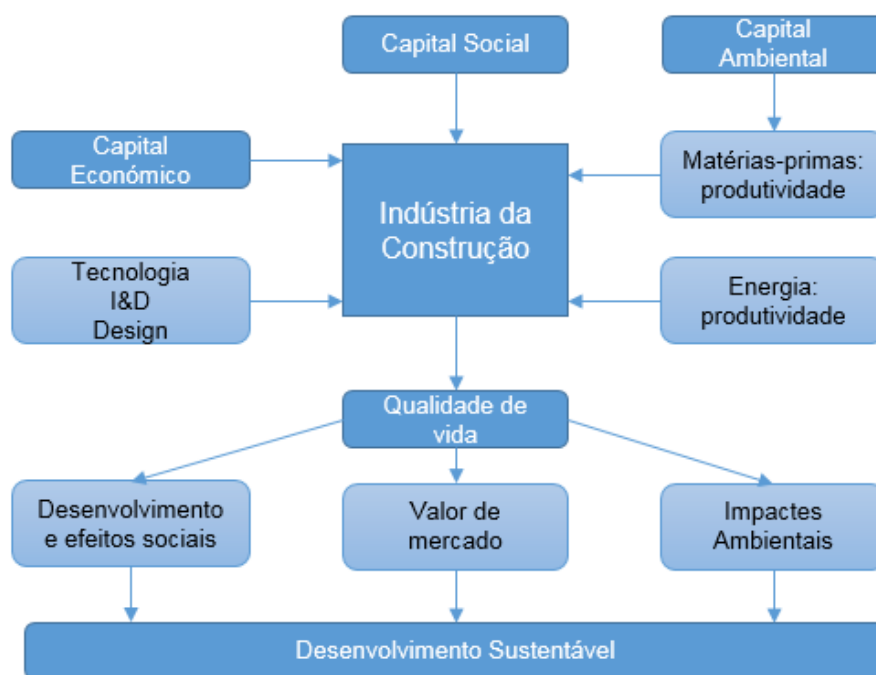 Capital Social
Capital
Ambiental
Capital
Económico
Matérias-primas:
produtividade
Indústria da
Construção
Tecnologia
I&D
Design
Energia:
produtividade
Qualidade de
vida
Desenvolvimento
e efeitos sociais
Valor de
mercado
Impactes
Ambientais
Desenvolvimento Sustentável